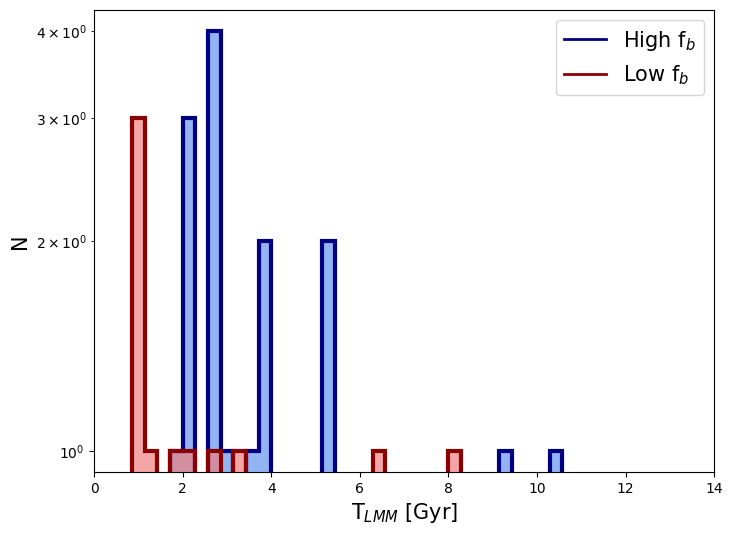 High f_b
Low f_b
4 × 10^0
3 × 10^0
2 × 10^0
10^0
N
0 2 4 6 8 10 12 14
T_LMM [Gyr]